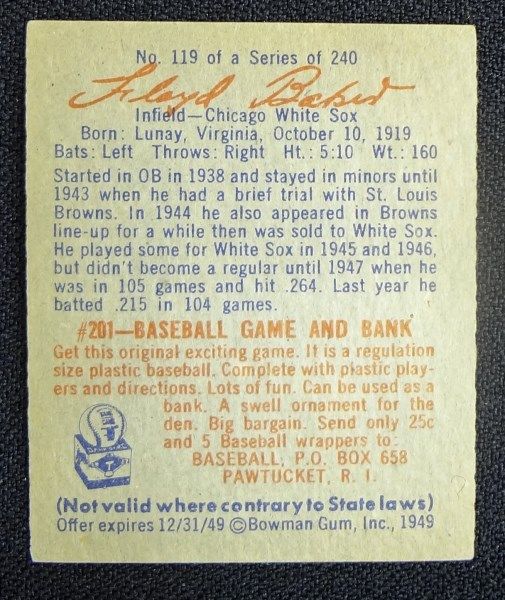 No. 119 of a Series of 240
Floyd Baker
Infield—Chicago White Sox
Born: Lunay, Virginia, October 10, 1919
Bats: Left Throws: Right Ht.: 5:10 Wt.: 160
Started in OB in 1938 and stayed in minors until
1943 when he had a brief trial with St. Louis
Browns. In 1944 he also appeared in Browns
line-up for a while then was sold to White Sox.
He played some for White Sox in 1945 and 1946,
but didn't become a regular until 1947 when he
was in 105 games and hit .264. Last year he
batted .215 in 104 games.
#201—BASEBALL GAME AND BANK
Get this original exciting game. It is a regulation
size plastic baseball. Complete with plastic play-
ers and directions. Lots of fun. Can be used as a
bank. A swell ornament for the
den. Big bargain. Send only 25c
and 5 Baseball wrappers to:
BASEBALL, P.O. BOX 658
PAWTUCKET, R. I.
(Not valid where contrary to State laws)
Offer expires 12/31/49 ©Bowman Gum, Inc., 1949